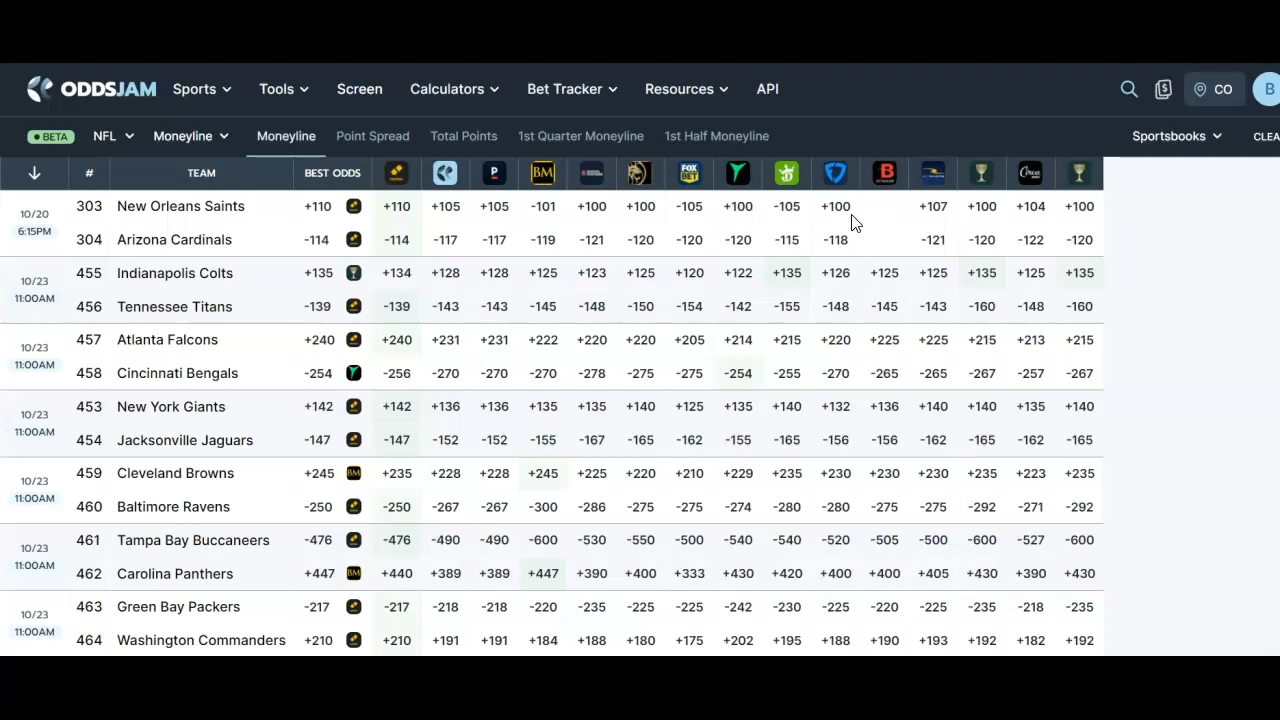 ODDSJAM Sports Tools Screen Calculators Bet Tracker Resources API CO B
BETA NFL Moneyline Moneyline Point Spread Total Points 1st Quarter Moneyline 1st Half Moneyline Sportsbooks CLEA
# TEAM BEST ODDS P BM FOX BET B Circa
10/20 6:15PM
303 New Orleans Saints +110 +110 +105 +105 -101 +100 +100 -105 +100 -105 +100 +107 +100 +104 +100
304 Arizona Cardinals -114 -114 -117 -117 -119 -121 -120 -120 -120 -115 -118 -121 -120 -122 -120
10/23 11:00AM
455 Indianapolis Colts +135 +134 +128 +128 +125 +123 +125 +120 +122 +135 +126 +125 +125 +135 +125 +135
456 Tennessee Titans -139 -139 -143 -143 -145 -148 -150 -154 -142 -155 -148 -145 -143 -160 -148 -160
10/23 11:00AM
457 Atlanta Falcons +240 +240 +231 +231 +222 +220 +220 +205 +214 +215 +220 +225 +225 +215 +213 +215
458 Cincinnati Bengals -254 -256 -270 -270 -270 -278 -275 -275 -254 -255 -270 -265 -265 -267 -257 -267
10/23 11:00AM
453 New York Giants +142 +142 +136 +136 +135 +135 +140 +125 +135 +140 +132 +136 +140 +140 +135 +140
454 Jacksonville Jaguars -147 -147 -152 -152 -155 -167 -165 -162 -155 -165 -156 -156 -162 -165 -162 -165
10/23 11:00AM
459 Cleveland Browns +245 BM +235 +228 +228 +245 +225 +220 +210 +229 +235 +230 +230 +230 +235 +223 +235
460 Baltimore Ravens -250 -250 -267 -267 -300 -286 -275 -275 -274 -280 -280 -275 -275 -292 -271 -292
10/23 11:00AM
461 Tampa Bay Buccaneers -476 -476 -490 -490 -600 -530 -550 -500 -540 -540 -520 -505 -500 -600 -527 -600
462 Carolina Panthers +447 BM +440 +389 +389 +447 +390 +400 +333 +430 +420 +400 +400 +405 +430 +390 +430
10/23 11:00AM
463 Green Bay Packers -217 -217 -218 -218 -220 -235 -225 -225 -242 -230 -225 -220 -225 -235 -218 -235
464 Washington Commanders +210 +210 +191 +191 +184 +188 +180 +175 +202 +195 +188 +190 +193 +192 +182 +192